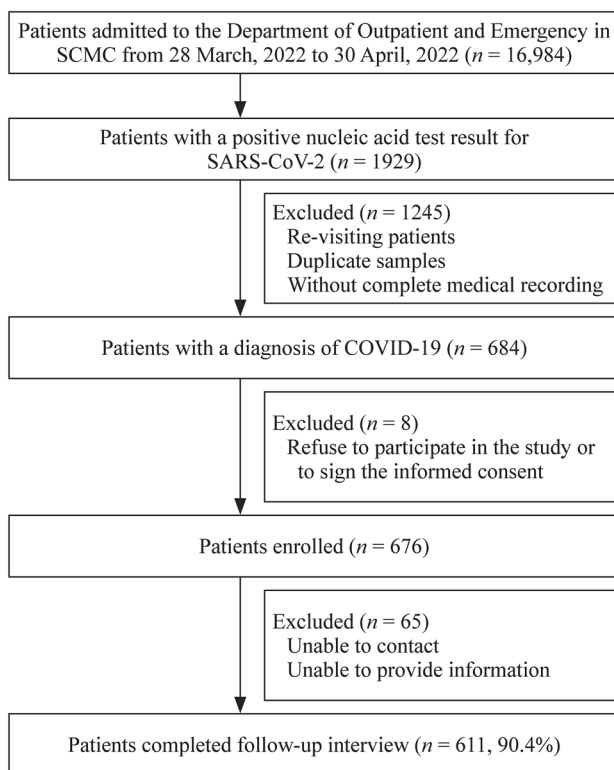 Patients admitted to the Department of Outpatient and Emergency in
SCMC from 28 March, 2022 to 30 April, 2022 (n = 16,984)
Patients with a positive nucleic acid test result for
SARS-CoV-2 (n = 1929)
Excluded (n = 1245)
Re-visiting patients
Duplicate samples
Without complete medical recording
Patients with a diagnosis of COVID-19 (n = 684)
Excluded (n = 8)
Refuse to participate in the study or
to sign the informed consent
Patients enrolled (n = 676)
Excluded (n = 65)
Unable to contact
Unable to provide information
Patients completed follow-up interview (n = 611, 90.4%)